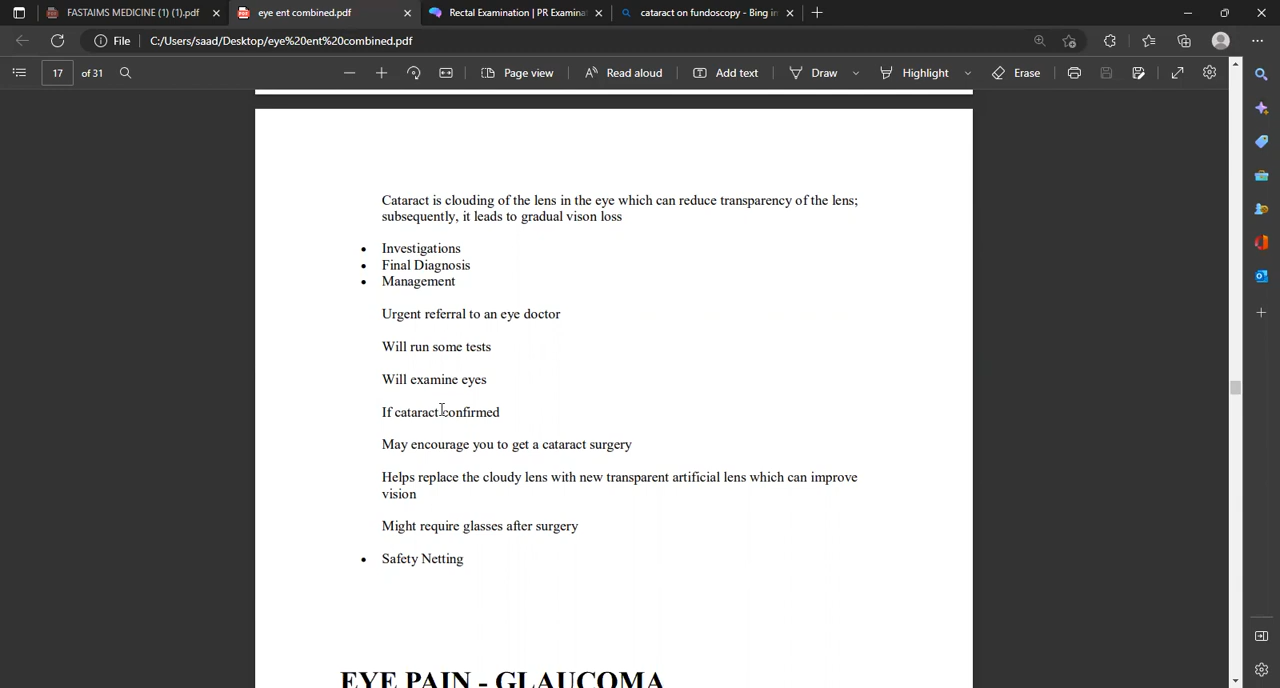 FASTAIMS MEDICINE (1) (1).pdf
eye ent combined.pdf
Rectal Examination | PR Examina
cataract on fundoscopy - Bing in
File
C:/Users/saad/Desktop/eye%20ent%20combined.pdf
17 of 31
Page view
Read aloud
Add text
Draw
Highlight
Erase
Cataract is clouding of the lens in the eye which can reduce transparency of the lens;
subsequently, it leads to gradual vison loss
• Investigations
• Final Diagnosis
• Management
Urgent referral to an eye doctor
Will run some tests
Will examine eyes
If cataract confirmed
May encourage you to get a cataract surgery
Helps replace the cloudy lens with new transparent artificial lens which can improve
vision
Might require glasses after surgery
• Safety Netting
EYE PAIN - GLAUCOMA